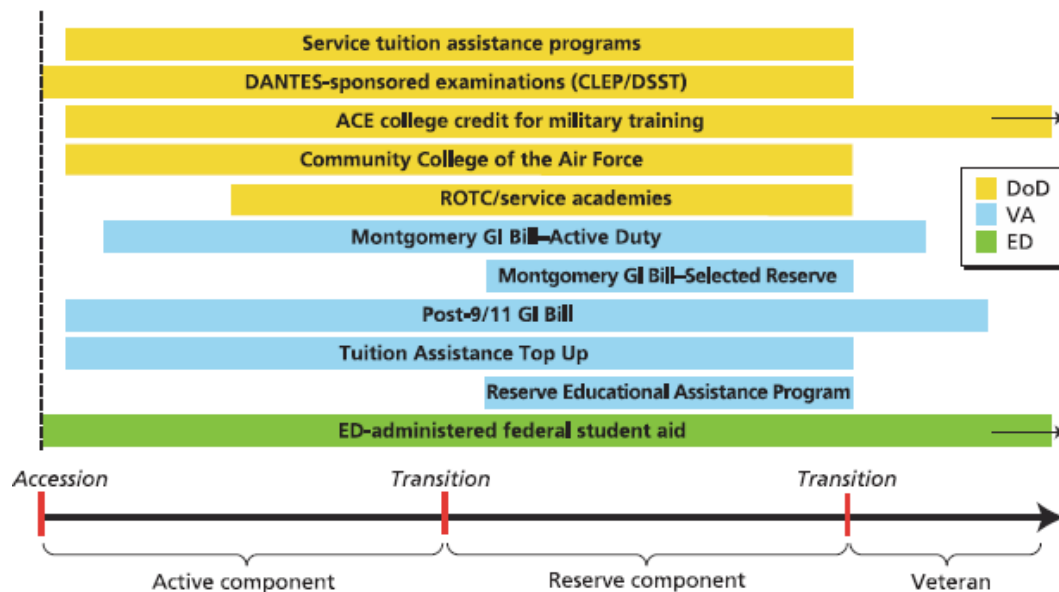 Service tuition assistance programs
DANTES-sponsored examinations (CLEP/DSST)
ACE college credit for military training
Community College of the Air Force
ROTC/service academies
Montgomery GI Bill–Active Duty
Montgomery GI Bill–Selected Reserve
Post-9/11 GI Bill
Tuition Assistance Top Up
Reserve Educational Assistance Program
ED-administered federal student aid
DoD
VA
ED
Accession
Transition
Transition
Active component
Reserve component
Veteran